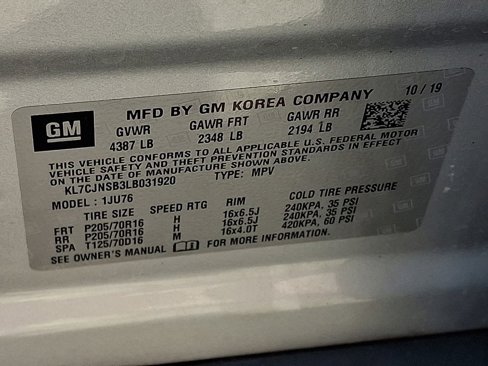 GM
MFD BY GM KOREA COMPANY 10/19
GVWR GAWR FRT GAWR RR
4387 LB 2348 LB 2194 LB
THIS VEHICLE CONFORMS TO ALL APPLICABLE U.S. FEDERAL MOTOR
VEHICLE SAFETY AND THEFT PREVENTION STANDARDS IN EFFECT
ON THE DATE OF MANUFACTURE SHOWN ABOVE.
KL7CJNSB3LB031920 TYPE: MPV
MODEL: 1JU76
TIRE SIZE SPEED RTG RIM COLD TIRE PRESSURE
FRT P205/70R16 H 16x6.5J 240KPA, 35 PSI
RR P205/70R16 H 16x6.5J 240KPA, 35 PSI
SPA T125/70D16 M 16x4.0T 420KPA, 60 PSI
SEE OWNER'S MANUAL FOR MORE INFORMATION